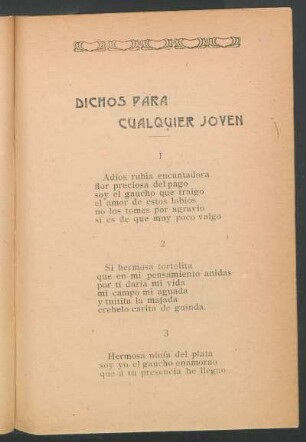 DICHOS PARA
CUALQUIER JOVEN
1
Adios rubia encantadora
flor preciosa del pago
soy el gaucho que traigo
el amor de estos labios
no los tomes por agravio
si es de que muy poco valgo
2
Si hermosa tortolita
que en mi pensamiento anidas
por tí daría mi vida
mi campo mi aguada
y tuitita la majada
crehelo carita de guinda.
3
Hermosa ninia del plata
soy yo el gaucho enamorao
que á tu presencia he llegao